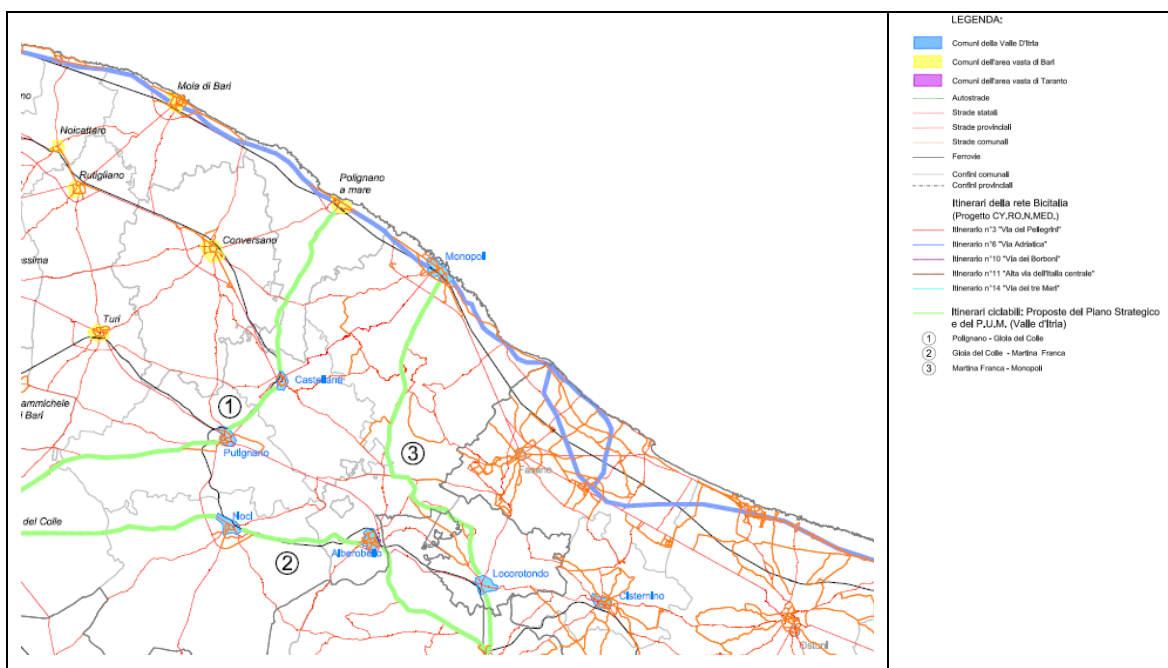 Mola di Bari
no
Noicattaro
Rutigliano
Polignano
a mare
Conversano
essima
Monopoli
Turi
Castellana
ammichele
i Bari
1
Putignano
3
Fasano
del Colle
Noci
Alberobello
2
Locorotondo
Cisternino
Ostuni
LEGENDA:
Comuni della Valle D'Itria
Comuni dell'area vasta di Bari
Comuni dell'area vasta di Taranto
Autostrade
Strade statali
Strade provinciali
Strade comunali
Ferrovie
Confini comunali
Confini provinciali
Itinerari della rete Bicitalia
(Progetto CY.RO.N.MED.)
Itinerario n°3 "Via dei Pellegrini"
Itinerario n°6 "Via Adriatica"
Itinerario n°10 "Via dei Borboni"
Itinerario n°11 "Alta via dell'Italia centrale"
Itinerario n°14 "Via dei tre Mari"
Itinerari ciclabili: Proposte del Piano Strategico
e del P.U.M. (Valle d'Itria)
1 Polignano - Gioia del Colle
2 Gioia del Colle - Martina Franca
3 Martina Franca - Monopoli